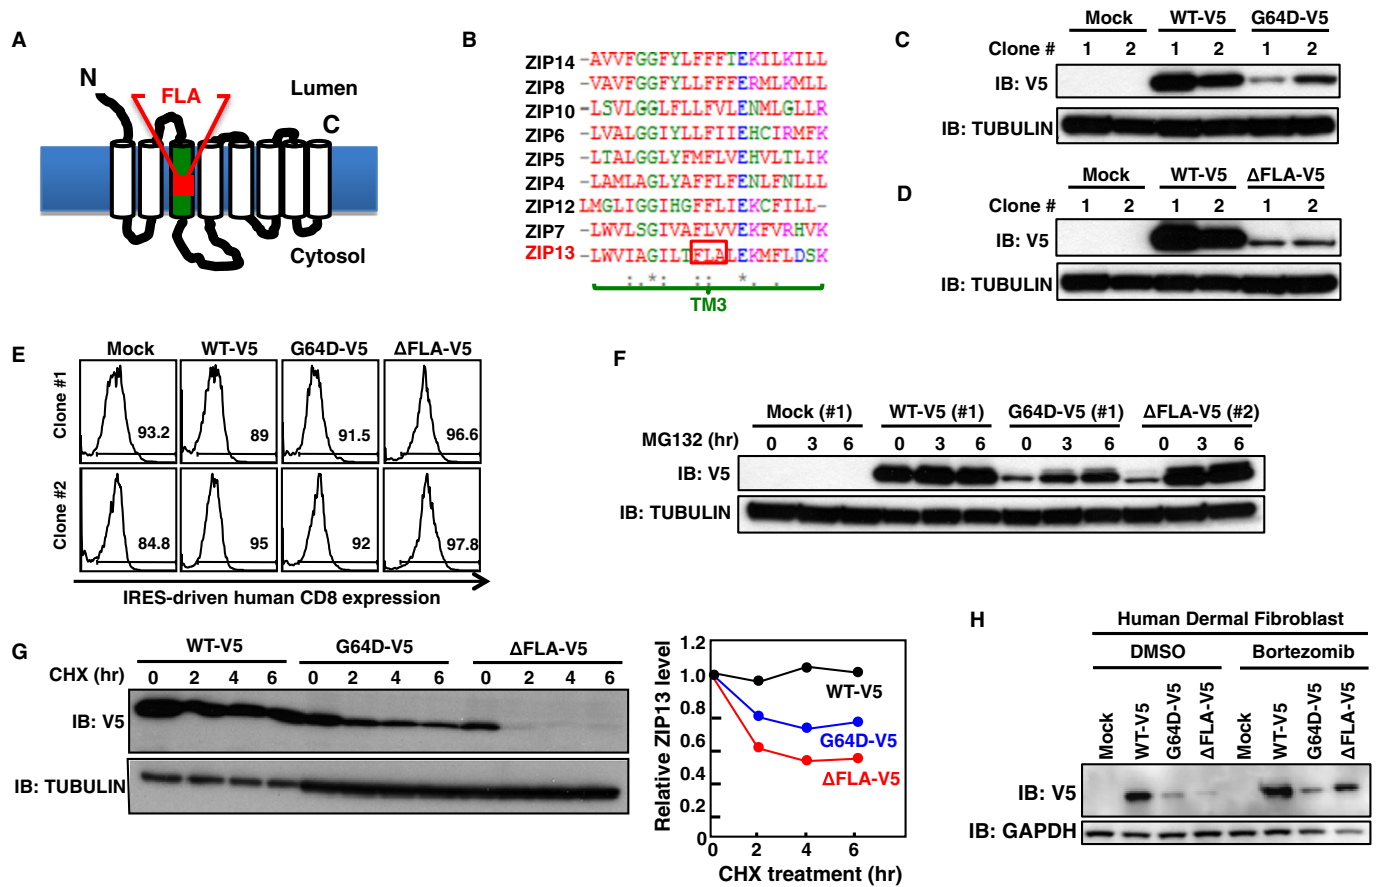 A
N
FLA
Lumen
C
Cytosol
B
ZIP14 -AVVFGGFYLFFFTEKILKILL
ZIP8 -VAVFGGFYLLFFFERMLKMLL
ZIP10 -LSVLGGLFLLFVLENMLGLLR
ZIP6 -LVALGGIYLLFIIEHCIRMFK
ZIP5 -LTALGGLYFMFLVEHVLTLIK
ZIP4 -LAMLAGLYAFFLFENLFNLLL
ZIP12 LMGLIGGIHGFFLIEKCFILL-
ZIP7 -LWVLSGIVAFLVVEKFVRHVK
ZIP13 -LWVIAGILTFLALEKMFLDSK
:: *: :: * . .
TM3
C
Mock WT-V5 G64D-V5
Clone # 1 2 1 2 1 2
IB: V5
IB: TUBULIN
D
Mock WT-V5 ΔFLA-V5
Clone # 1 2 1 2 1 2
IB: V5
IB: TUBULIN
E
Mock WT-V5 G64D-V5 ΔFLA-V5
Clone #1
93.2 89 91.5 96.6
Clone #2
84.8 95 92 97.8
IRES-driven human CD8 expression
F
Mock (#1) WT-V5 (#1) G64D-V5 (#1) ΔFLA-V5 (#2)
MG132 (hr) 0 3 6 0 3 6 0 3 6 0 3 6
IB: V5
IB: TUBULIN
G
WT-V5 G64D-V5 ΔFLA-V5
CHX (hr) 0 2 4 6 0 2 4 6 0 2 4 6
IB: V5
IB: TUBULIN
Relative ZIP13 level
1.2
1.0
0.8
0.6
0.4
0.2
0
WT-V5
G64D-V5
ΔFLA-V5
0 2 4 6
CHX treatment (hr)
H
Human Dermal Fibroblast
DMSO Bortezomib
Mock WT-V5 G64D-V5 ΔFLA-V5 Mock WT-V5 G64D-V5 ΔFLA-V5
IB: V5
IB: GAPDH